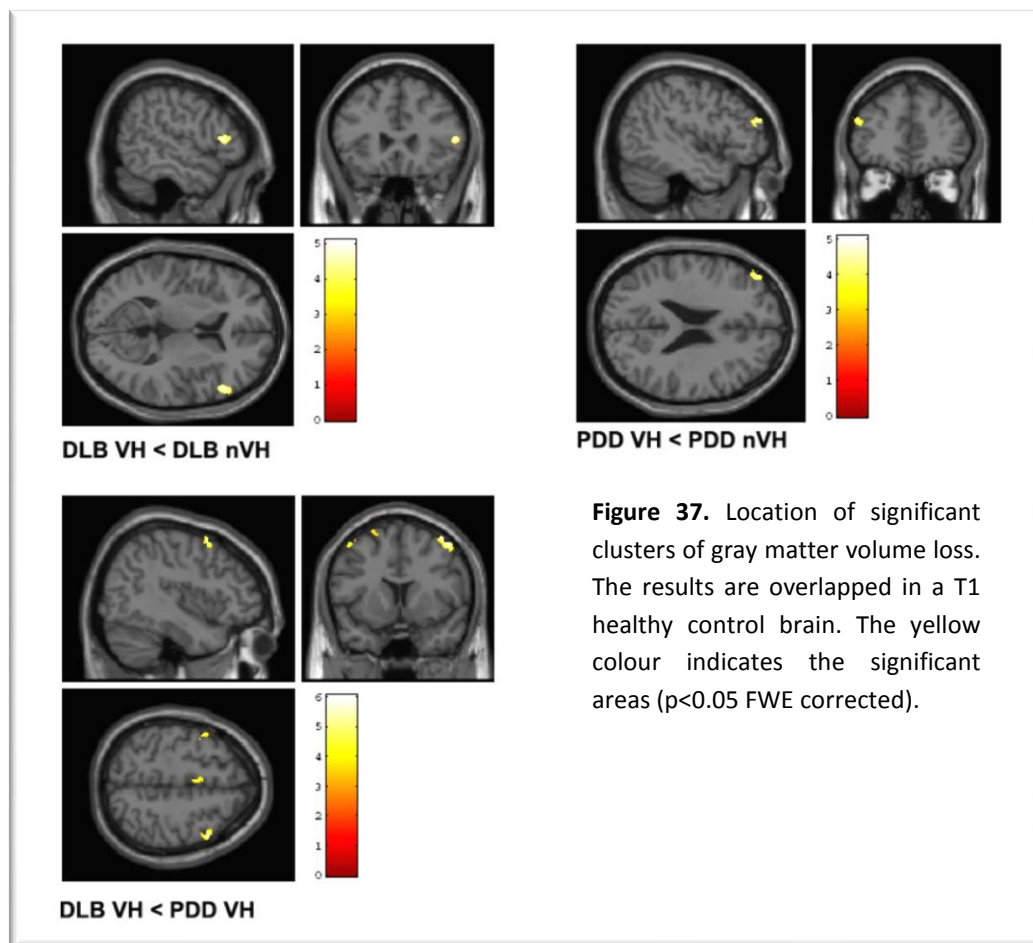 5
4
3
2
1
0
DLB VH < DLB nVH
5
4
3
2
1
0
PDD VH < PDD nVH
6
5
4
3
2
1
0
DLB VH < PDD VH
Figure 37. Location of significant
clusters of gray matter volume loss.
The results are overlapped in a T1
healthy control brain. The yellow
colour indicates the significant
areas (p<0.05 FWE corrected).